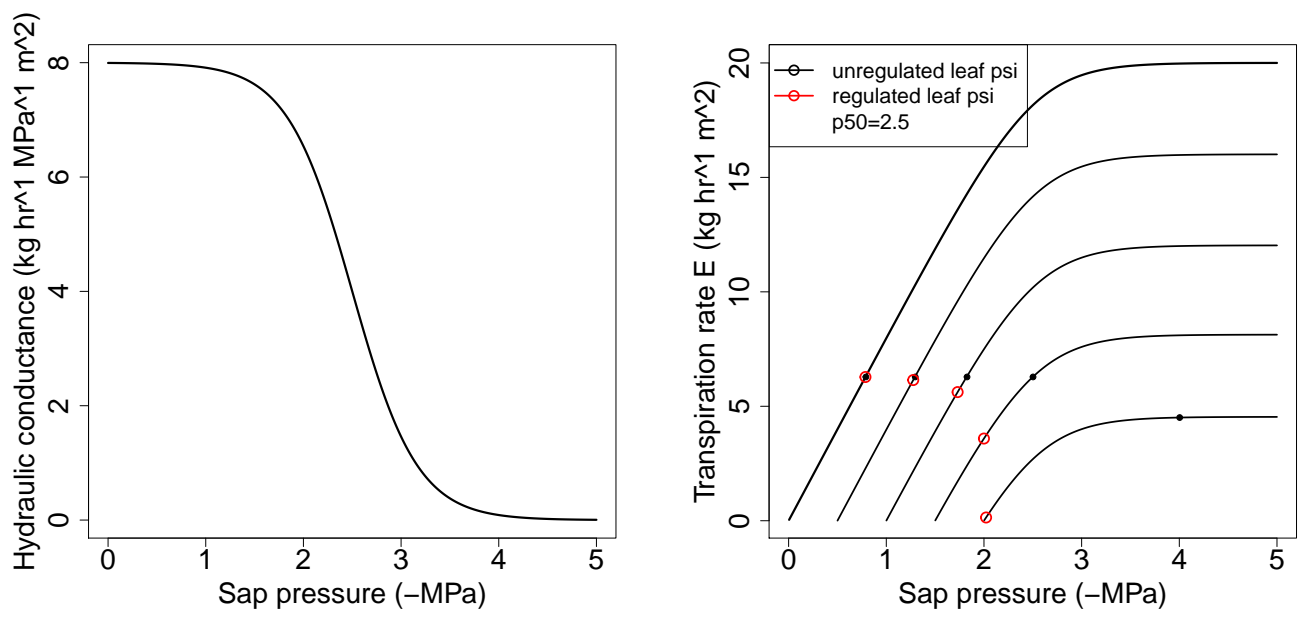 Hydraulic conductance (kg hr^1 MPa^1 m^2)
8
6
4
2
0
0 1 2 3 4 5
Sap pressure (−MPa)
Transpiration rate E (kg hr^1 m^2)
20
15
10
5
0
unregulated leaf psi
regulated leaf psi
p50=2.5
0 1 2 3 4 5
Sap pressure (−MPa)